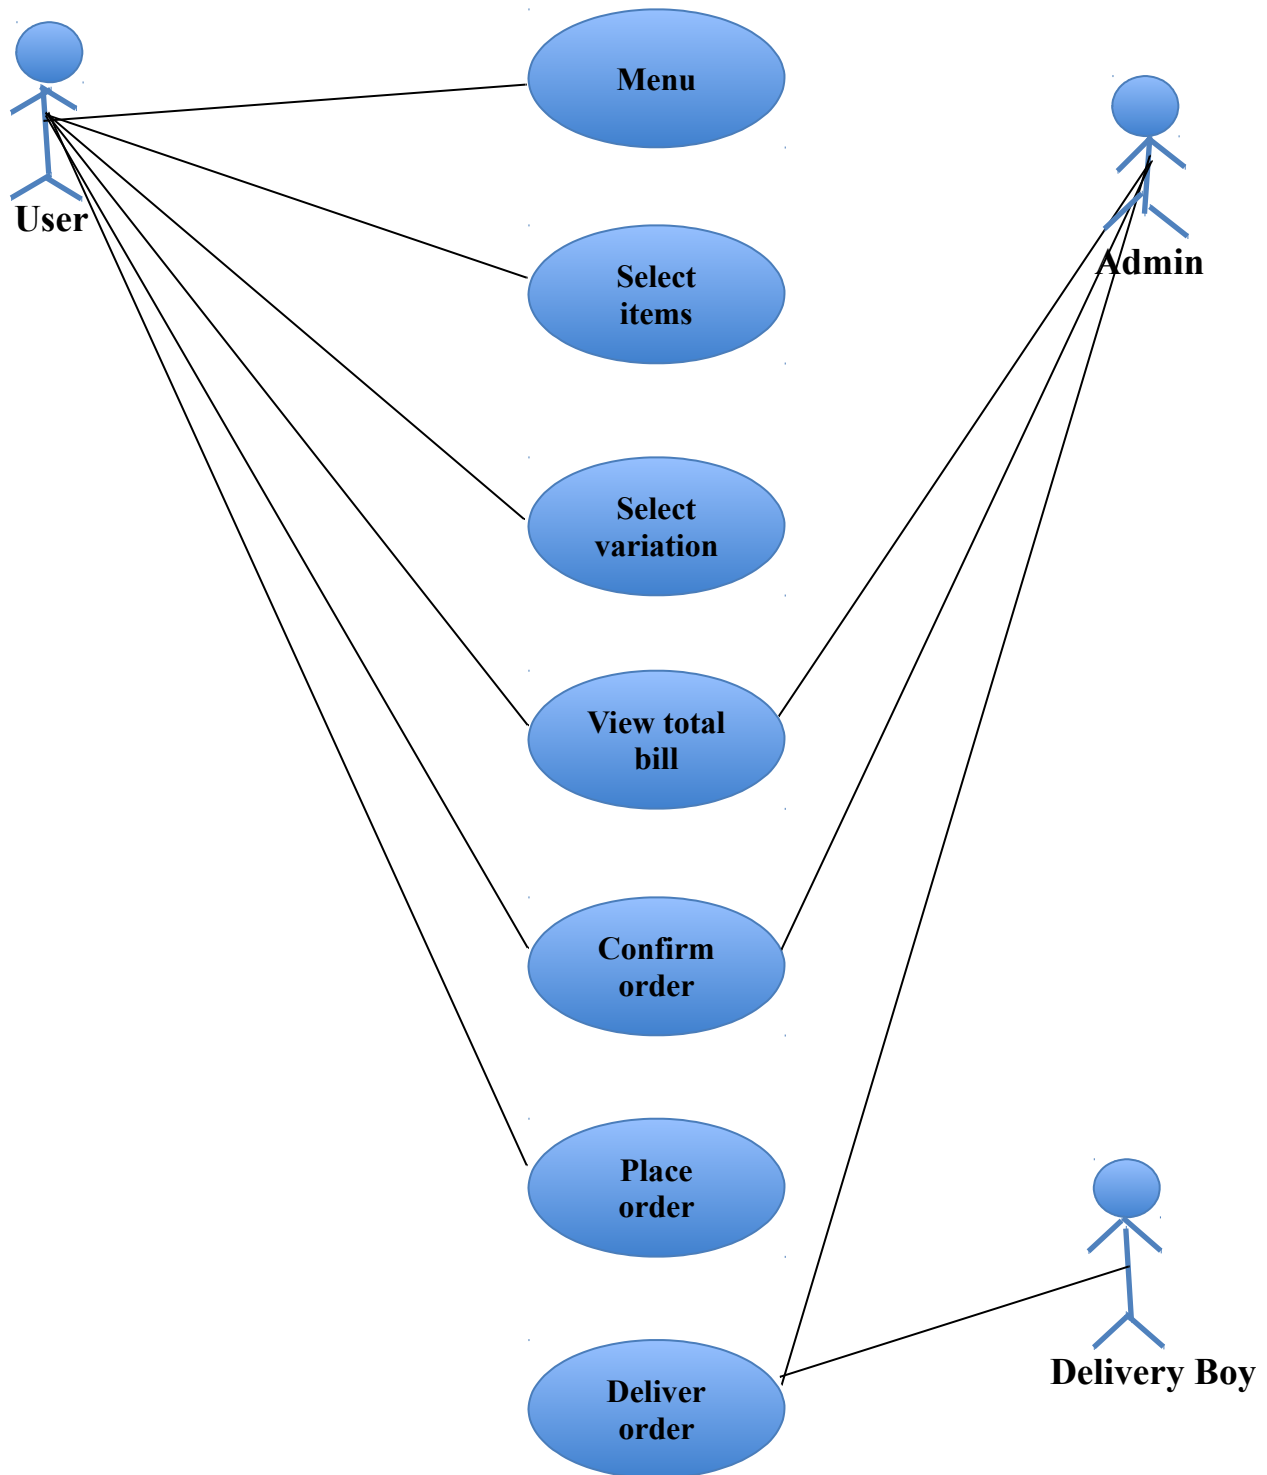 Menu
User
Admin
Select
items
Select
variation
View total
bill
Confirm
order
Place
order
Delivery Boy
Deliver
order